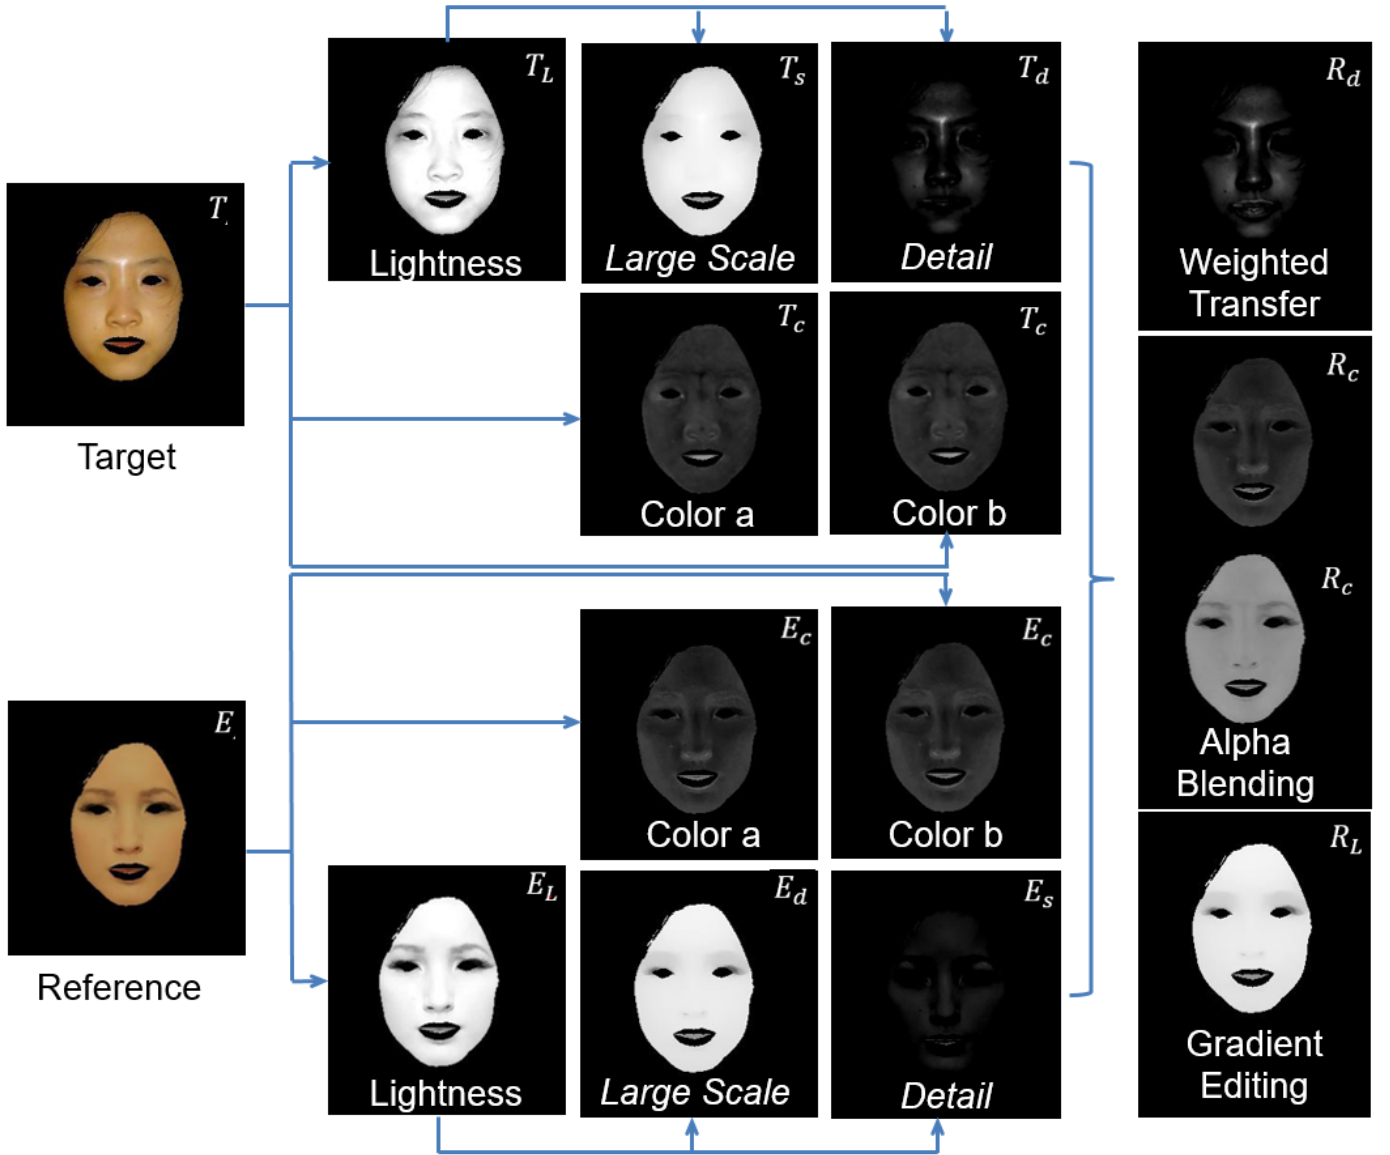 T_L
Lightness
T_s
Large Scale
T_d
Detail
R_d
Weighted
Transfer
T.
Target
T_c
Color a
T_c
Color b
R_c
R_c
Alpha
Blending
E_c
Color a
E_c
Color b
E.
Reference
E_L
Lightness
E_d
Large Scale
E_s
Detail
R_L
Gradient
Editing